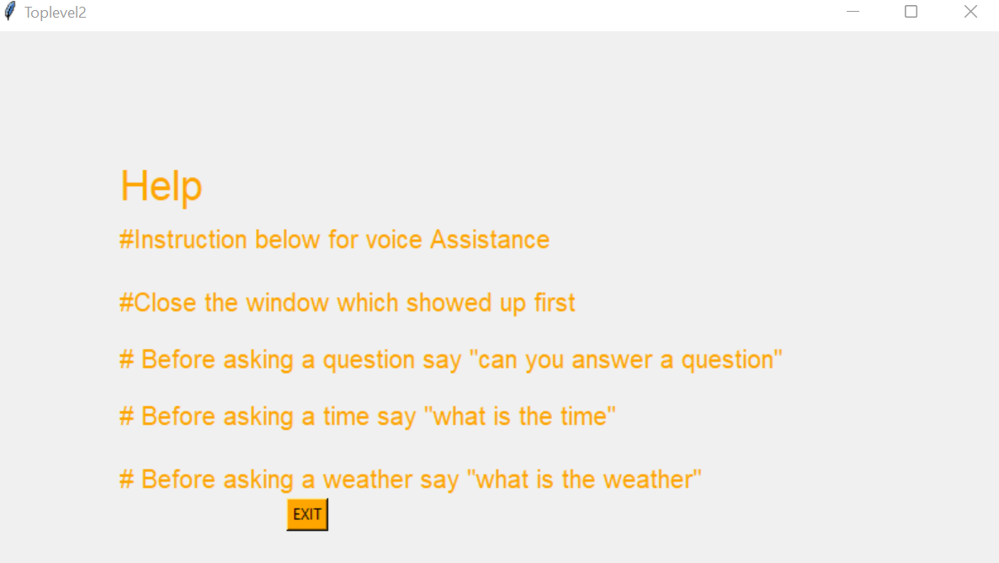 Toplevel2
Help
#Instruction below for voice Assistance
#Close the window which showed up first
# Before asking a question say "can you answer a question"
# Before asking a time say "what is the time"
# Before asking a weather say "what is the weather"
EXIT